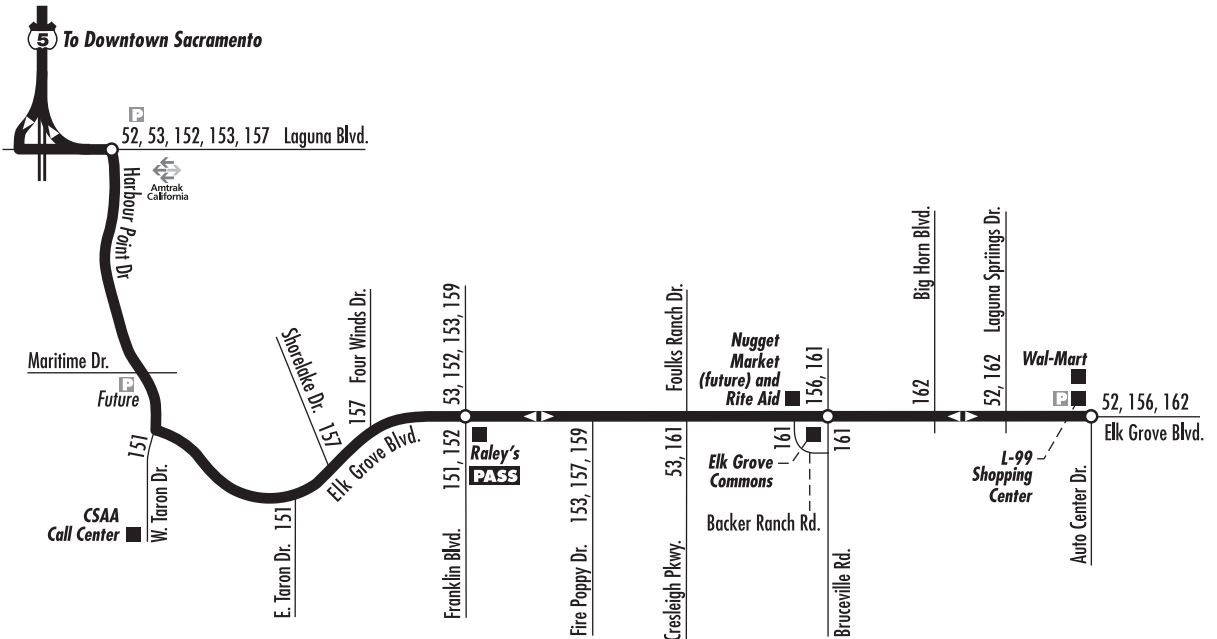 5 To Downtown Sacramento
P
52, 53, 152, 153, 157 Laguna Blvd.
Amtrak
California
Harbour Point Dr
Maritime Dr.
P
Future
151
W. Taron Dr.
CSAA
Call Center
E. Taron Dr. 151
Shorelake Dr. 157
157 Four Winds Dr.
Elk Grove Blvd.
53, 152, 153, 159
151, 152
Franklin Blvd.
Raley's
PASS
Fire Poppy Dr. 153, 157, 159
Foulks Ranch Dr.
53, 161
Cresleigh Pkwy.
Nugget
Market
(future) and
Rite Aid
156, 161
161
161
Elk Grove
Commons
Backer Ranch Rd.
Bruceville Rd.
162 Big Horn Blvd.
52, 162 Laguna Spriings Dr.
Wal-Mart
P
52, 156, 162
Elk Grove Blvd.
L-99
Shopping
Center
Auto Center Dr.